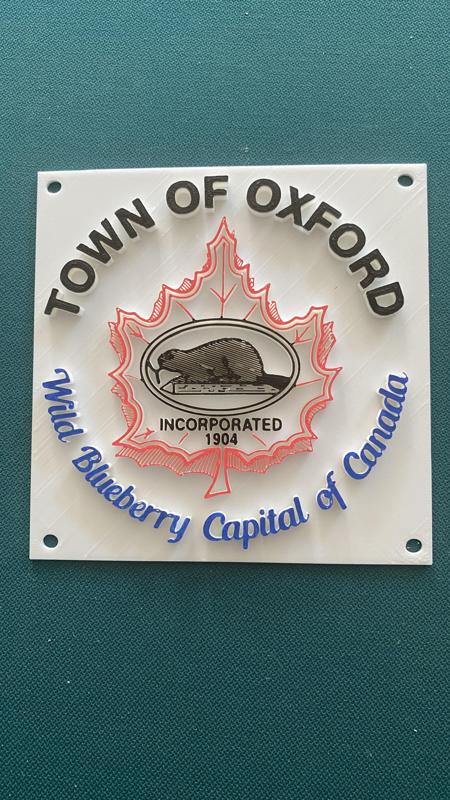 TOWN OF OXFORD
INCORPORATED
1904
Wild Blueberry Capital of Canada